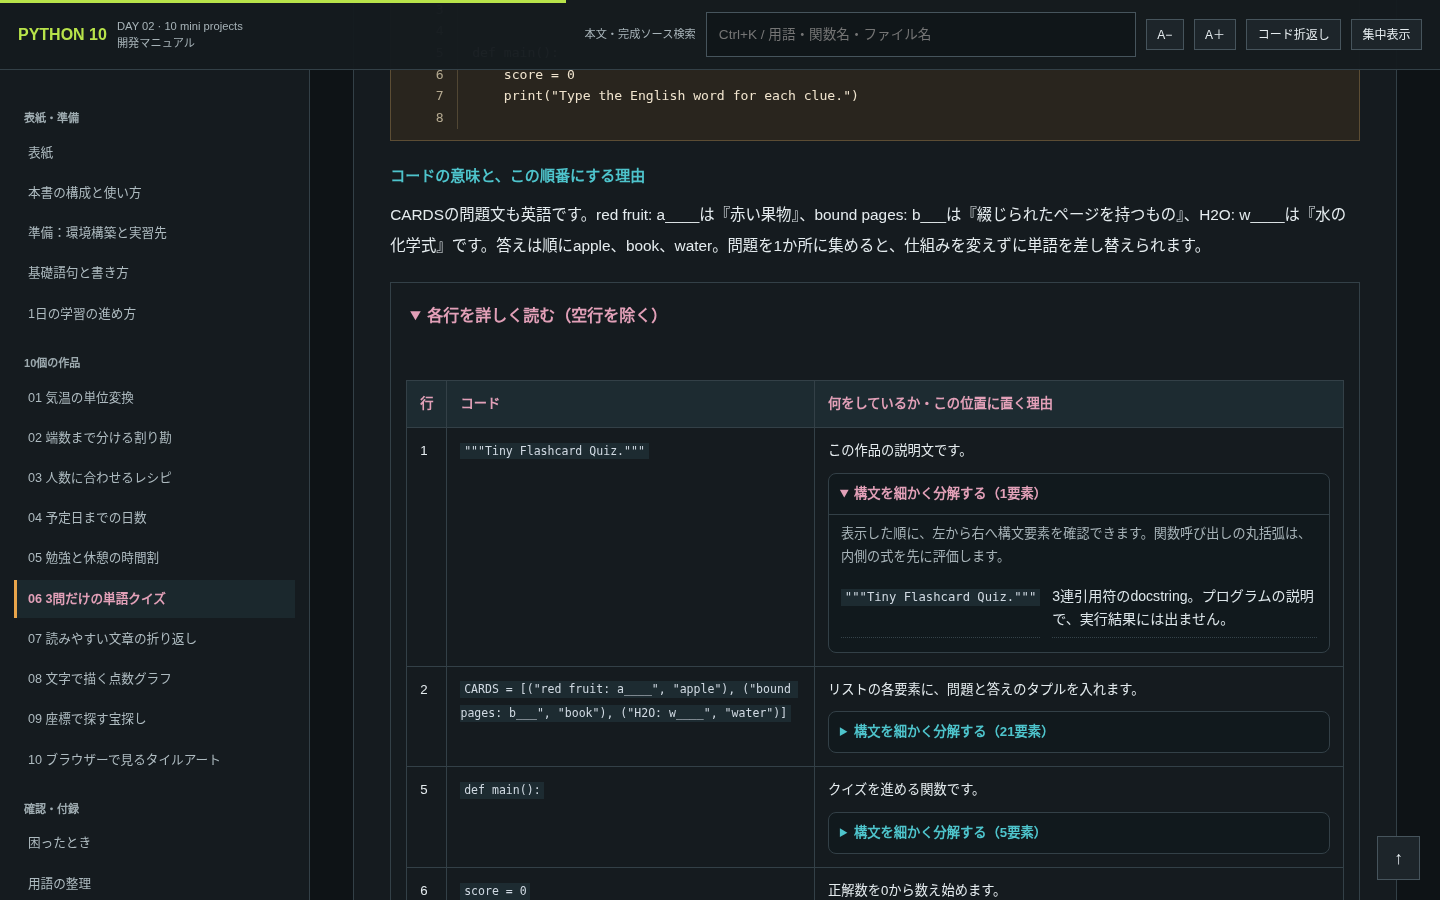 PYTHON 10
DAY 02 · 10 mini projects
開発マニュアル
本文・完成ソース検索
Ctrl+K / 用語・関数名・ファイル名
A−
A＋
コード折返し
集中表示
表紙・準備
表紙
本書の構成と使い方
準備：環境構築と実習先
基礎語句と書き方
1日の学習の進め方
10個の作品
01 気温の単位変換
02 端数まで分ける割り勘
03 人数に合わせるレシピ
04 予定日までの日数
05 勉強と休憩の時間割
06 3問だけの単語クイズ
07 読みやすい文章の折り返し
08 文字で描く点数グラフ
09 座標で探す宝探し
10 ブラウザーで見るタイルアート
確認・付録
困ったとき
用語の整理
6 score = 0
7 print("Type the English word for each clue.")
8
コードの意味と、この順番にする理由
CARDSの問題文も英語です。red fruit: a____は『赤い果物』、bound pages: b___は『綴じられたページを持つもの』、H2O: w____は『水の
化学式』です。答えは順にapple、book、water。問題を1か所に集めると、仕組みを変えずに単語を差し替えられます。
▼ 各行を詳しく読む（空行を除く）
行 コード 何をしているか・この位置に置く理由
1 """Tiny Flashcard Quiz.""" この作品の説明文です。
▼ 構文を細かく分解する（1要素）
表示した順に、左から右へ構文要素を確認できます。関数呼び出しの丸括弧は、
内側の式を先に評価します。
"""Tiny Flashcard Quiz.""" 3連引用符のdocstring。プログラムの説明
で、実行結果には出ません。
2 CARDS = [("red fruit: a____", "apple"), ("bound リストの各要素に、問題と答えのタプルを入れます。
pages: b___", "book"), ("H2O: w____", "water")]
▶ 構文を細かく分解する（21要素）
5 def main(): クイズを進める関数です。
▶ 構文を細かく分解する（5要素）
6 score = 0 正解数を0から数え始めます。
↑